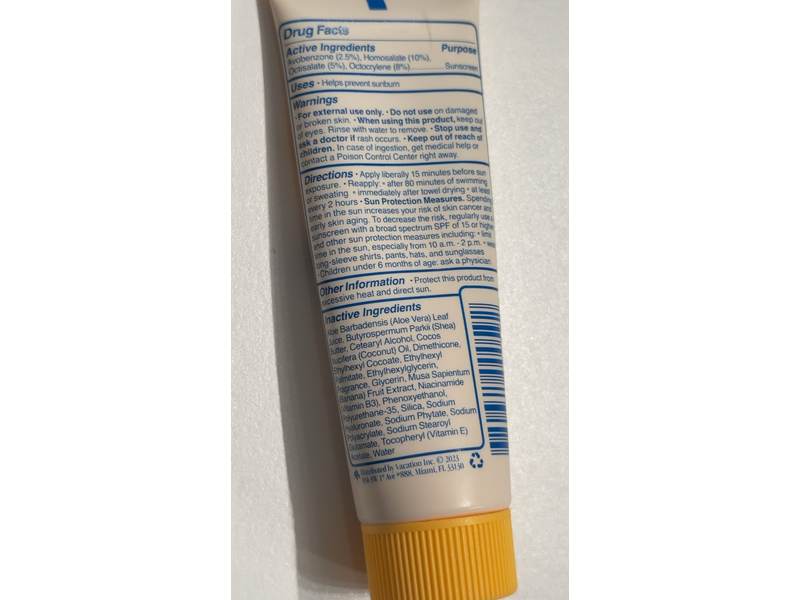 Drug Facts
Active Ingredients Purpose
Avobenzone (2.5%), Homosalate (10%),
Octisalate (5%), Octocrylene (8%)..................Sunscreen
Uses • Helps prevent sunburn
Warnings
• For external use only. • Do not use on damaged
or broken skin. • When using this product, keep out
of eyes. Rinse with water to remove. • Stop use and
ask a doctor if rash occurs. • Keep out of reach of
children. In case of ingestion, get medical help or
contact a Poison Control Center right away.
Directions • Apply liberally 15 minutes before sun
exposure. • Reapply: • after 80 minutes of swimming
or sweating • immediately after towel drying • at least
every 2 hours • Sun Protection Measures. Spending
time in the sun increases your risk of skin cancer and
early skin aging. To decrease the risk, regularly use a
sunscreen with a broad spectrum SPF of 15 or higher
and other sun protection measures including: • limit
time in the sun, especially from 10 a.m. - 2 p.m. • wear
long-sleeve shirts, pants, hats, and sunglasses
• Children under 6 months of age: ask a physician
Other Information • Protect this product from
excessive heat and direct sun.
Inactive Ingredients
Aloe Barbadensis (Aloe Vera) Leaf
Juice, Butyrospermum Parkii (Shea)
Butter, Cetearyl Alcohol, Cocos
Nucifera (Coconut) Oil, Dimethicone,
Ethylhexyl Cocoate, Ethylhexyl
Palmitate, Ethylhexylglycerin,
Fragrance, Glycerin, Musa Sapientum
(Banana) Fruit Extract, Niacinamide
(Vitamin B3), Phenoxyethanol,
Polyurethane-35, Silica, Sodium
Hyaluronate, Sodium Phytate, Sodium
Polyacrylate, Sodium Stearoyl
Glutamate, Tocopheryl (Vitamin E)
Acetate, Water
Distributed by Vacation Inc. © 2023
SW 1st Ave #888, Miami, FL 33130